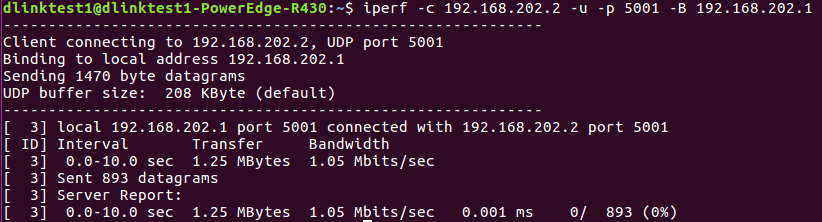 dlinktest1@dlinktest1-PowerEdge-R430:~$ iperf -c 192.168.202.2 -u -p 5001 -B 192.168.202.1
------------------------------------------------------------
Client connecting to 192.168.202.2, UDP port 5001
Binding to local address 192.168.202.1
Sending 1470 byte datagrams
UDP buffer size:  208 KByte (default)
------------------------------------------------------------
[  3] local 192.168.202.1 port 5001 connected with 192.168.202.2 port 5001
[ ID] Interval       Transfer     Bandwidth
[  3]  0.0-10.0 sec  1.25 MBytes  1.05 Mbits/sec
[  3] Sent 893 datagrams
[  3] Server Report:
[  3]  0.0-10.0 sec  1.25 MBytes  1.05 Mbits/sec   0.001 ms    0/  893 (0%)